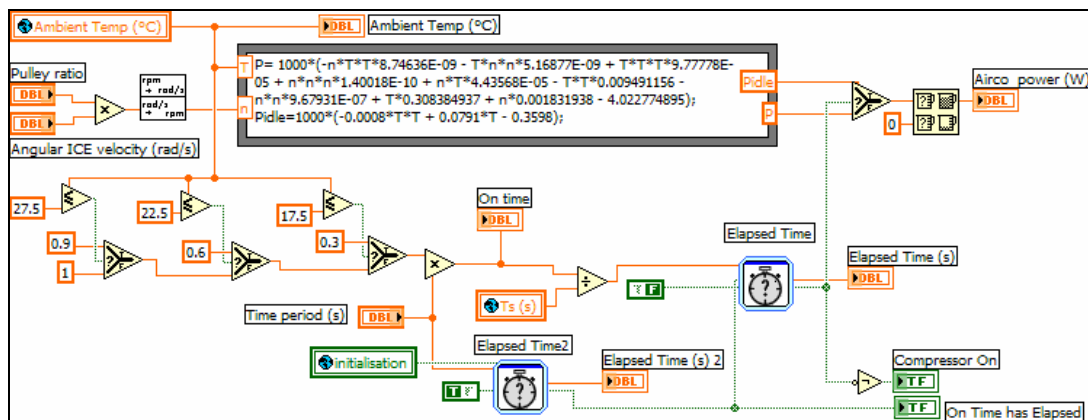 Ambient Temp (°C)
DBL
Ambient Temp (°C)
T
P= 1000*(-n*T*T*8.74636E-09 - T*n*n*5.16877E-09 + T*T*T*9.77778E-
05 + n*n*n*1.40018E-10 + n*T*4.43568E-05 - T*T*0.009491156 -
n*n*9.67931E-07 + T*0.308384937 + n*0.001831938 - 4.022774895);
Pidle=1000*(-0.0008*T*T + 0.0791*T - 0.3598);
n
Pidle
P
Pulley ratio
DBL
DBL
Angular ICE velocity (rad/s)
rpm
→ rad/s
rad/s
→ rpm
?
T
F
0
?
?
Airco power (W)
DBL
27.5
22.5
17.5
0.9
1
?
T
F
0.6
?
T
F
0.3
?
T
F
On time
DBL
Time period (s)
DBL
Ts (s)
F
Elapsed Time
?
Elapsed Time (s)
DBL
initialisation
T
Elapsed Time2
?
Elapsed Time (s) 2
DBL
Compressor On
TF
TF
On Time has Elapsed